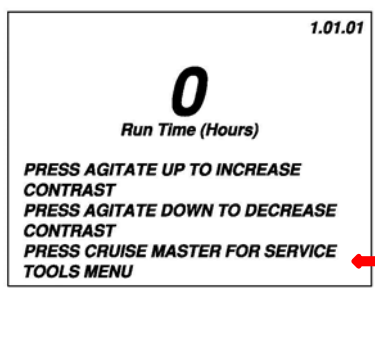 1.01.01
0
Run Time (Hours)
PRESS AGITATE UP TO INCREASE
CONTRAST
PRESS AGITATE DOWN TO DECREASE
CONTRAST
PRESS CRUISE MASTER FOR SERVICE
TOOLS MENU